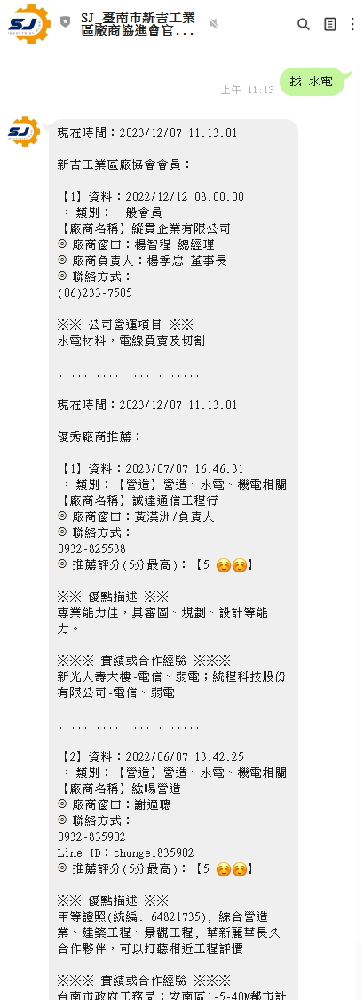 SJ_臺南市新吉工業
區廠商協進會官...
上午 11:13
找 水電
現在時間：2023/12/07 11:13:01
新吉工業區廠協會會員：
【1】資料：2022/12/12 08:00:00
→ 類別：一般會員
【廠商名稱】縱貫企業有限公司
◎ 廠商窗口：楊智程 總經理
◎ 廠商負責人：楊季忠 董事長
◎ 聯絡方式：
(06)233-7505
※※ 公司營運項目 ※※
水電材料，電線買賣及切割
..... ..... ..... .....
現在時間：2023/12/07 11:13:01
優秀廠商推薦：
【1】資料：2023/07/07 16:46:31
→ 類別：【營造】營造、水電、機電相關
【廠商名稱】誠達通信工程行
◎ 廠商窗口：黃漢洲/負責人
◎ 聯絡方式：
0932-825538
◎ 推薦評分(5分最高)：【5 ☺️☺️】
※※ 優點描述 ※※
專業能力佳，具審圖、規劃、設計等能
力。
※※※ 實績或合作經驗 ※※※
新光人壽大樓-電信、弱電；統程科技股份
有限公司-電信、弱電
..... ..... ..... .....
【2】資料：2022/06/07 13:42:25
→ 類別：【營造】營造、水電、機電相關
【廠商名稱】紘暘營造
◎ 廠商窗口：謝適聰
◎ 聯絡方式：
0932-835902
Line ID：chunger835902
◎ 推薦評分(5分最高)：【5 ☺️☺️】
※※ 優點描述 ※※
甲等證照(統編: 64821735), 綜合營造
業、建築工程、景觀工程, 華新麗華長久
合作夥伴，可以打聽相近工程評價
※※※ 實績或合作經驗 ※※※
台南市政府工務局：安南區1-5-40M都市計